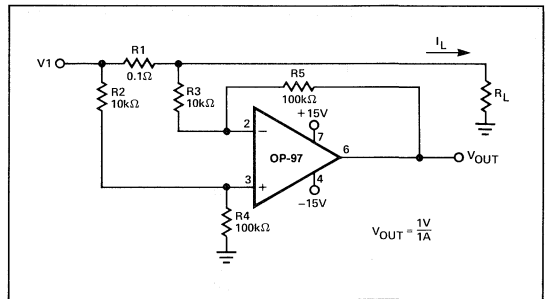 I_L
V1
R1
0.1Ω
R2
10kΩ
R3
10kΩ
R5
100kΩ
R_L
+15V
2
7
OP-97
6
V_OUT
3
4
-15V
R4
100kΩ
V_OUT = 1V/1A